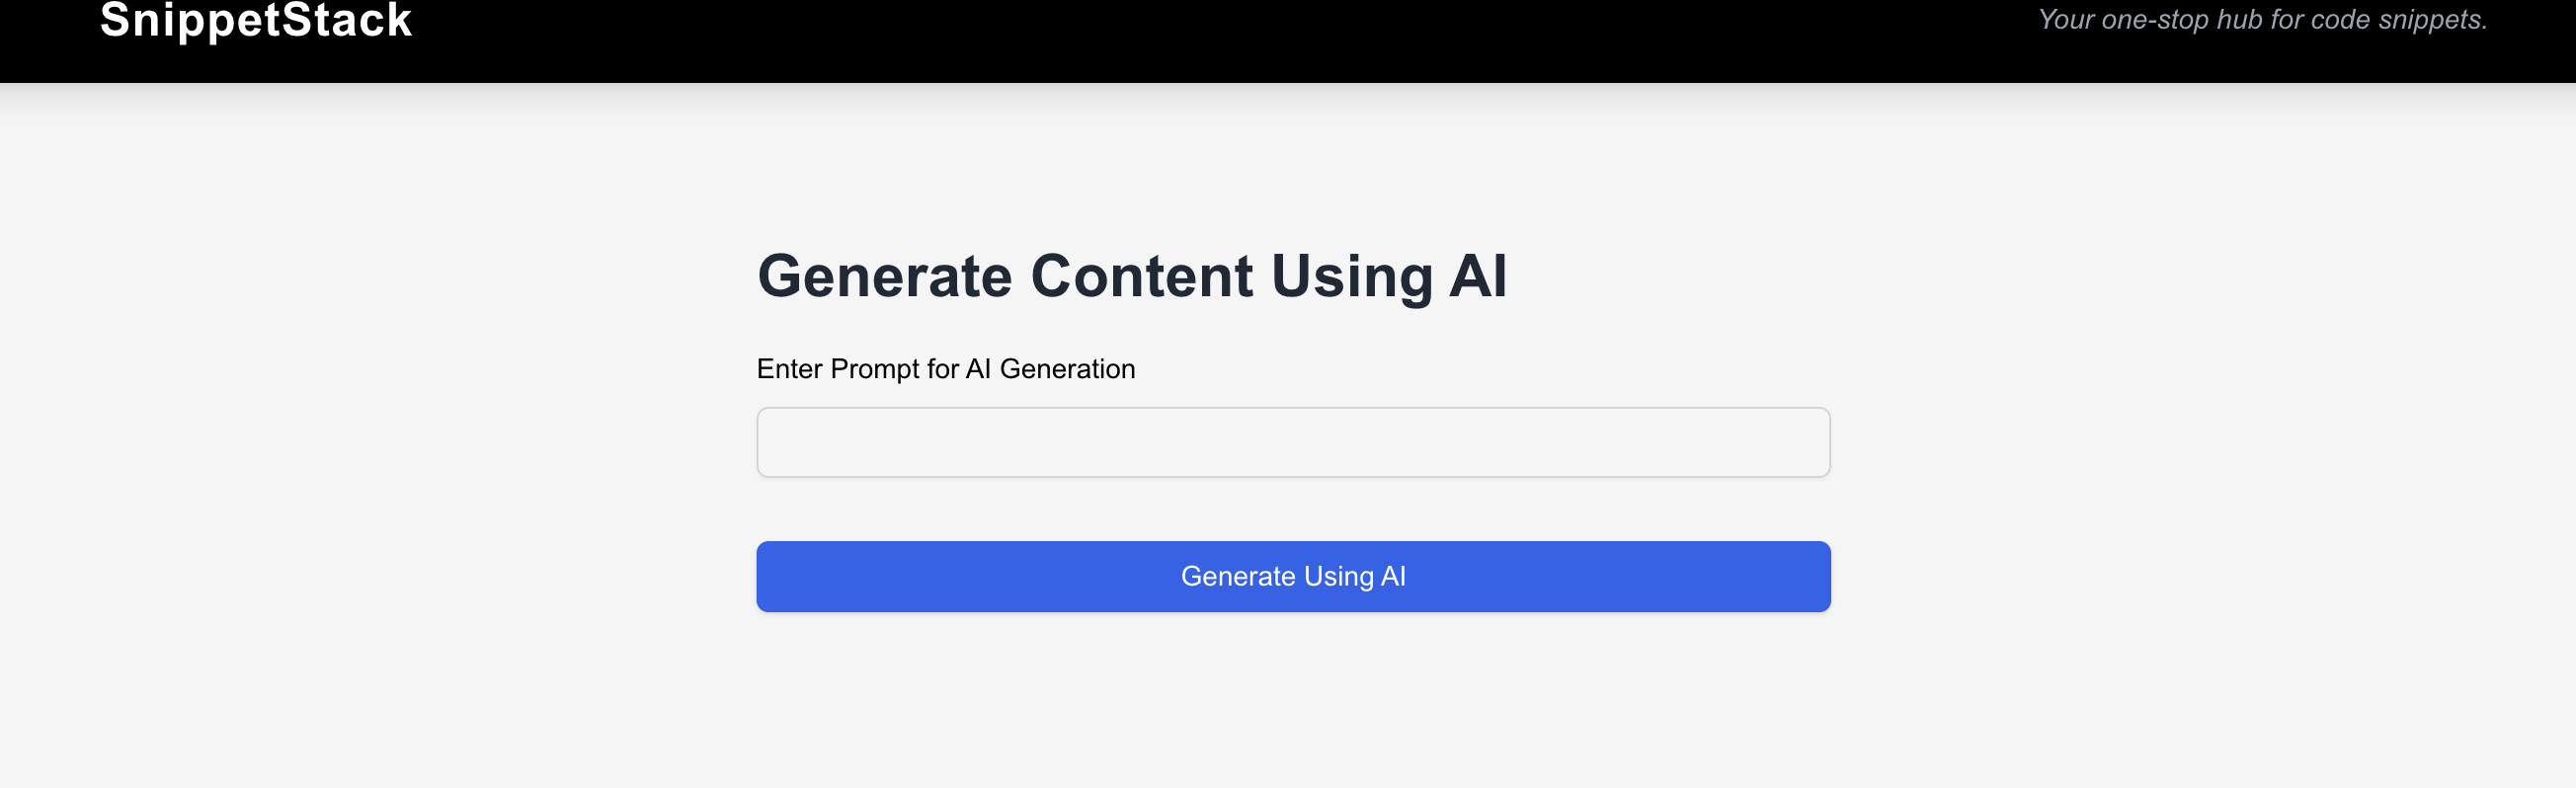 SnippetStack
Your one-stop hub for code snippets.
Generate Content Using AI
Enter Prompt for AI Generation
Generate Using AI